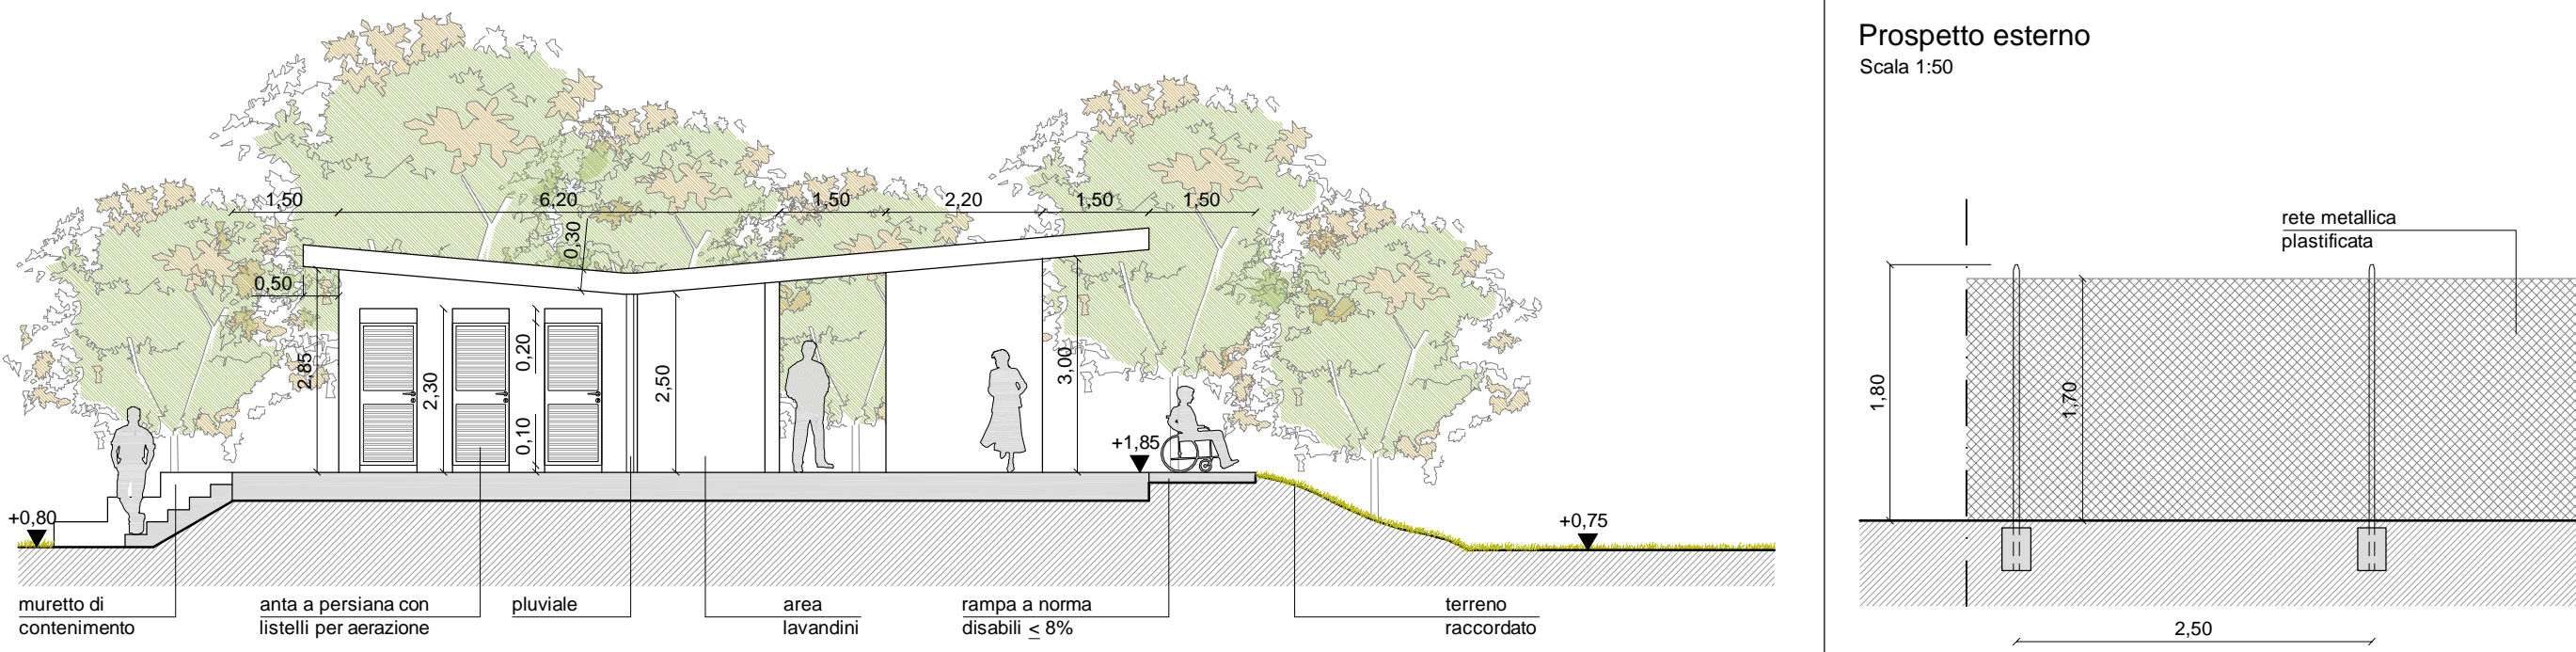 Prospetto esterno
Scala 1:50
1,50
6,20
1,50
2,20
1,50
1,50
0,30
0,50
2,85
2,30
0,20
0,10
2,50
3,00
+1,85
+0,80
+0,75
muretto di
contenimento
anta a persiana con
listelli per aerazione
pluviale
area
lavandini
rampa a norma
disabili ≤ 8%
terreno
raccordato
rete metallica
plastificata
1,80
1,70
2,50